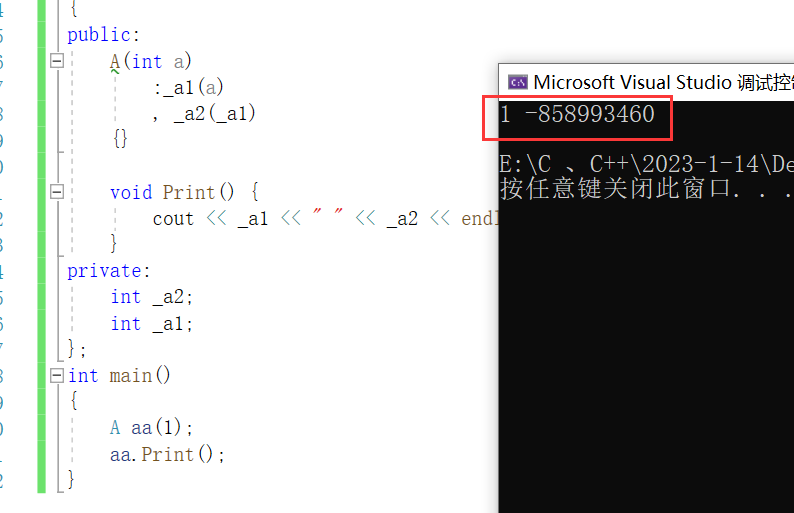 {
public:
A(int a)
:_a1(a)
, _a2(_a1)
{}
void Print() {
cout << _a1 << " " << _a2 << endl
}
private:
int _a2;
int _a1;
};
int main()
{
A aa(1);
aa.Print();
}
Microsoft Visual Studio 调试控
1 -858993460
E:\C 、C++\2023-1-14\De
按任意键关闭此窗口. . .